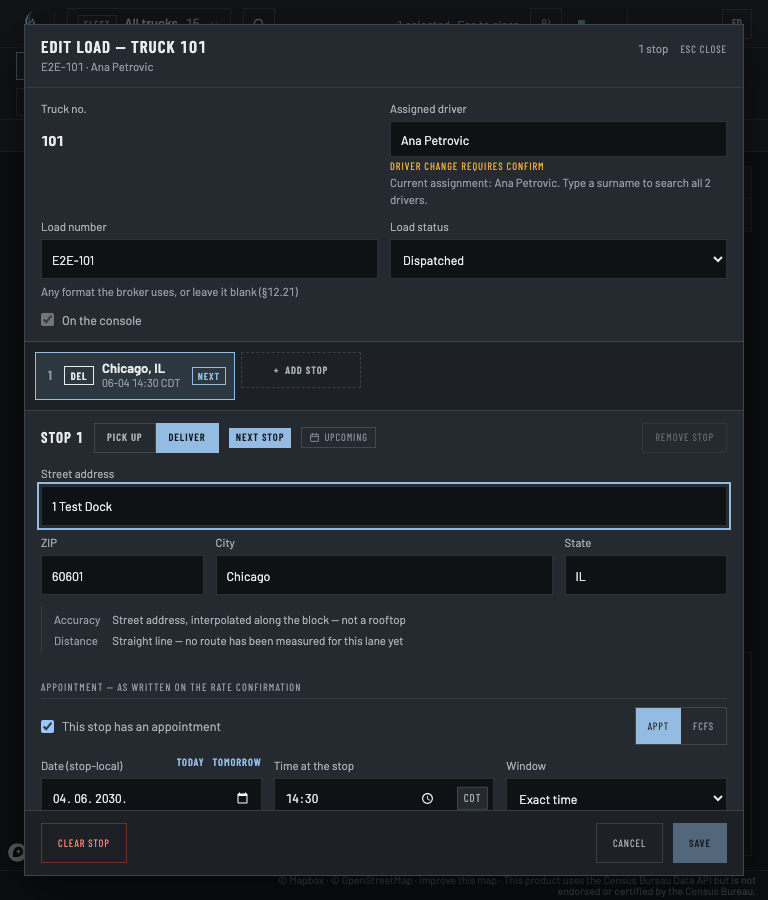 FLEET All trucks 15
EDIT LOAD — TRUCK 101
1 stop ESC CLOSE
E2E-101 · Ana Petrovic
Truck no.
101
Assigned driver
Ana Petrovic
DRIVER CHANGE REQUIRES CONFIRM
Current assignment: Ana Petrovic. Type a surname to search all 2
drivers.
Load number
E2E-101
Any format the broker uses, or leave it blank (§12.21)
Load status
Dispatched
On the console
1 DEL Chicago, IL NEXT
06-04 14:30 CDT
+ ADD STOP
STOP 1 PICK UP DELIVER NEXT STOP UPCOMING REMOVE STOP
Street address
1 Test Dock
ZIP City State
60601 Chicago IL
Accuracy Street address, interpolated along the block — not a rooftop
Distance Straight line — no route has been measured for this lane yet
APPOINTMENT — AS WRITTEN ON THE RATE CONFIRMATION
This stop has an appointment APPT FCFS
Date (stop-local) TODAY TOMORROW Time at the stop Window
04. 06. 2030. 14:30 CDT Exact time
CLEAR STOP CANCEL SAVE
© Mapbox · © OpenStreetMap · Improve this map · This product uses the Census Bureau Data API but is not
endorsed or certified by the Census Bureau.